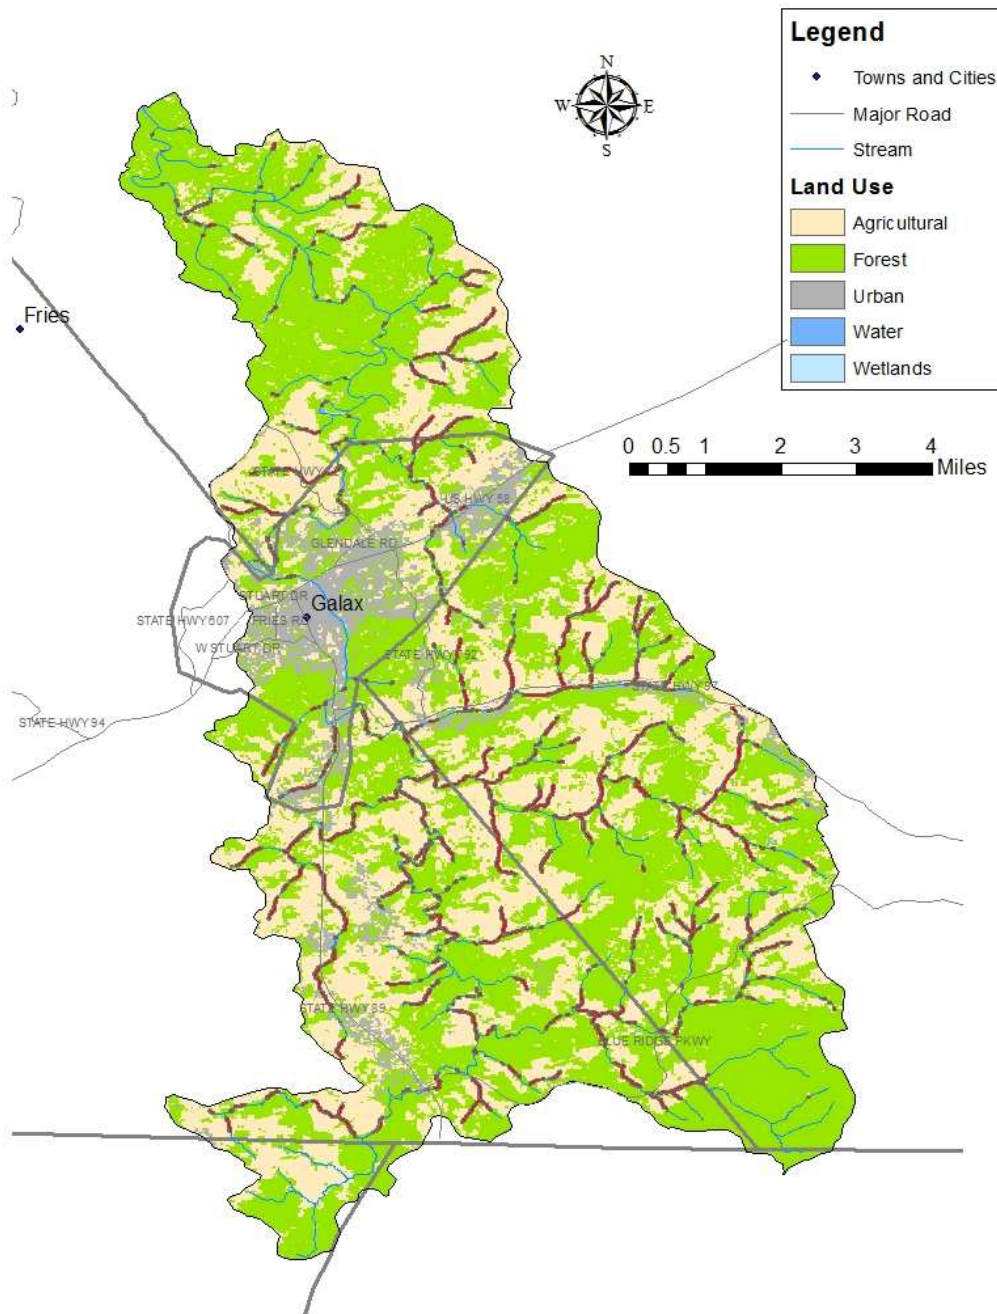 Legend
Towns and Cities
Major Road
Stream
Land Use
Agricultural
Forest
Urban
Water
Wetlands
N
W E
S
Fries
0 0.5 1 2 3 4
Miles
STATE HWY
US HWY 58
GLENDALE RD
STUART DR
Galax
STATE HWY 607
FRIES RD
W STUART DR
STATE HWY 94
STATE HWY 89
BLUE RIDGE PKWY